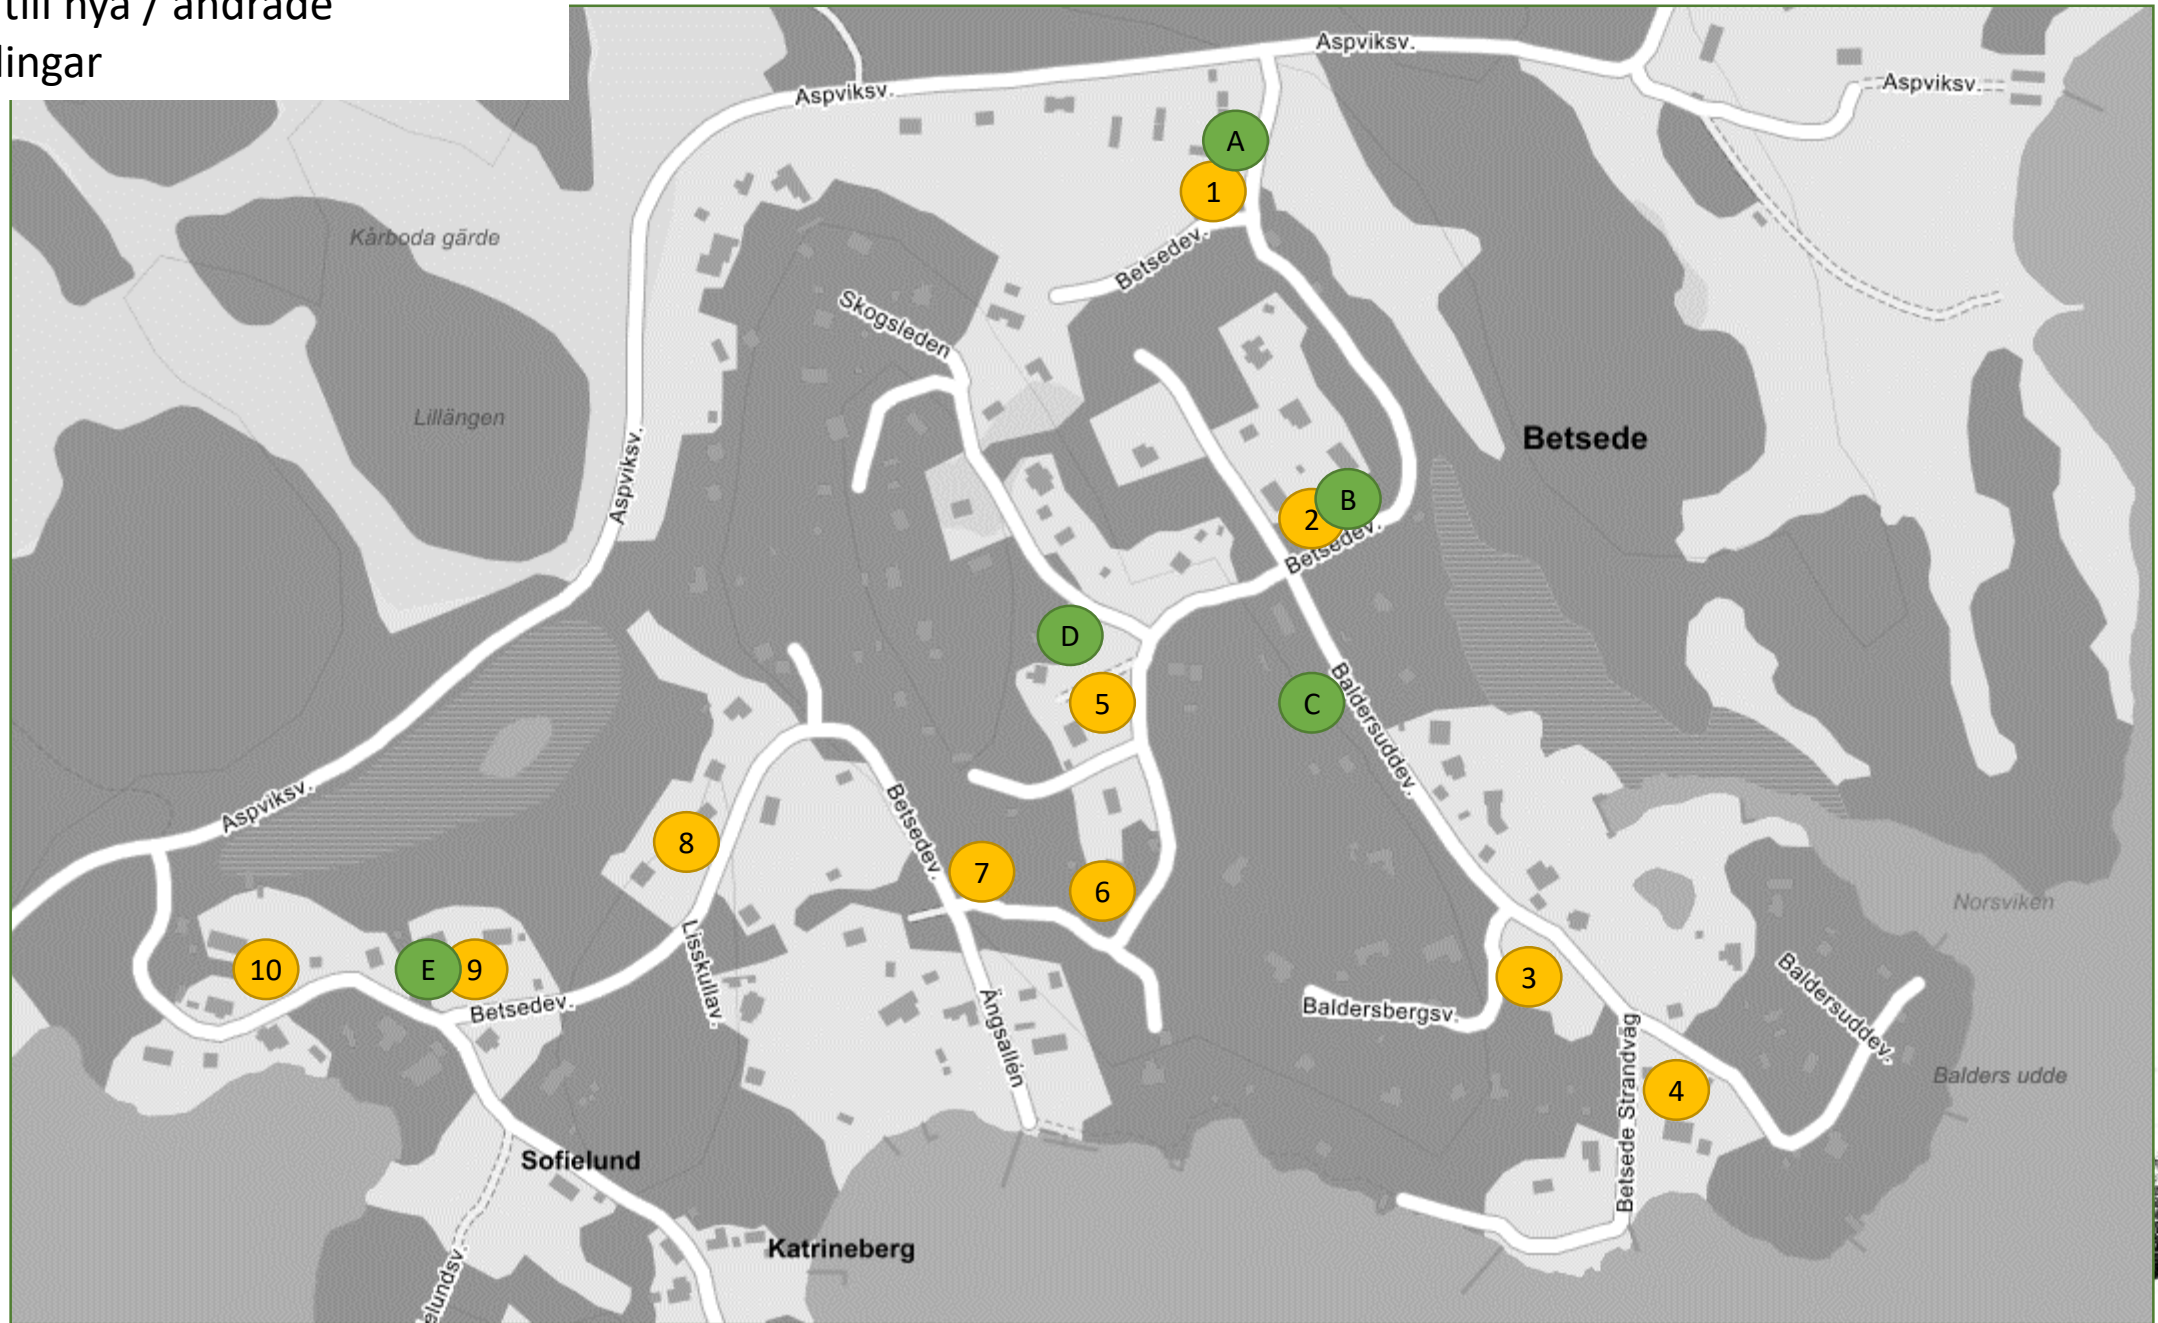 till nya / ändrade
lingar
Aspviksv.
Aspviksv.
Aspviksv.
A
1
Kårboda gärde
Betsedev.
Skogsleden
Lillängen
Betsede
Aspviksv.
B
2
Betsedev.
D
5
C
Baldersuddev.
Aspviksv.
Betsedev.
8
7
6
Norsviken
10
E
9
3
Betsedev.
Lisskullav.
Ängsallén
Baldersbergsv.
Baldersuddev.
Betsede Strandväg
4
Balders udde
Sofielund
Katrineberg
elundsv.